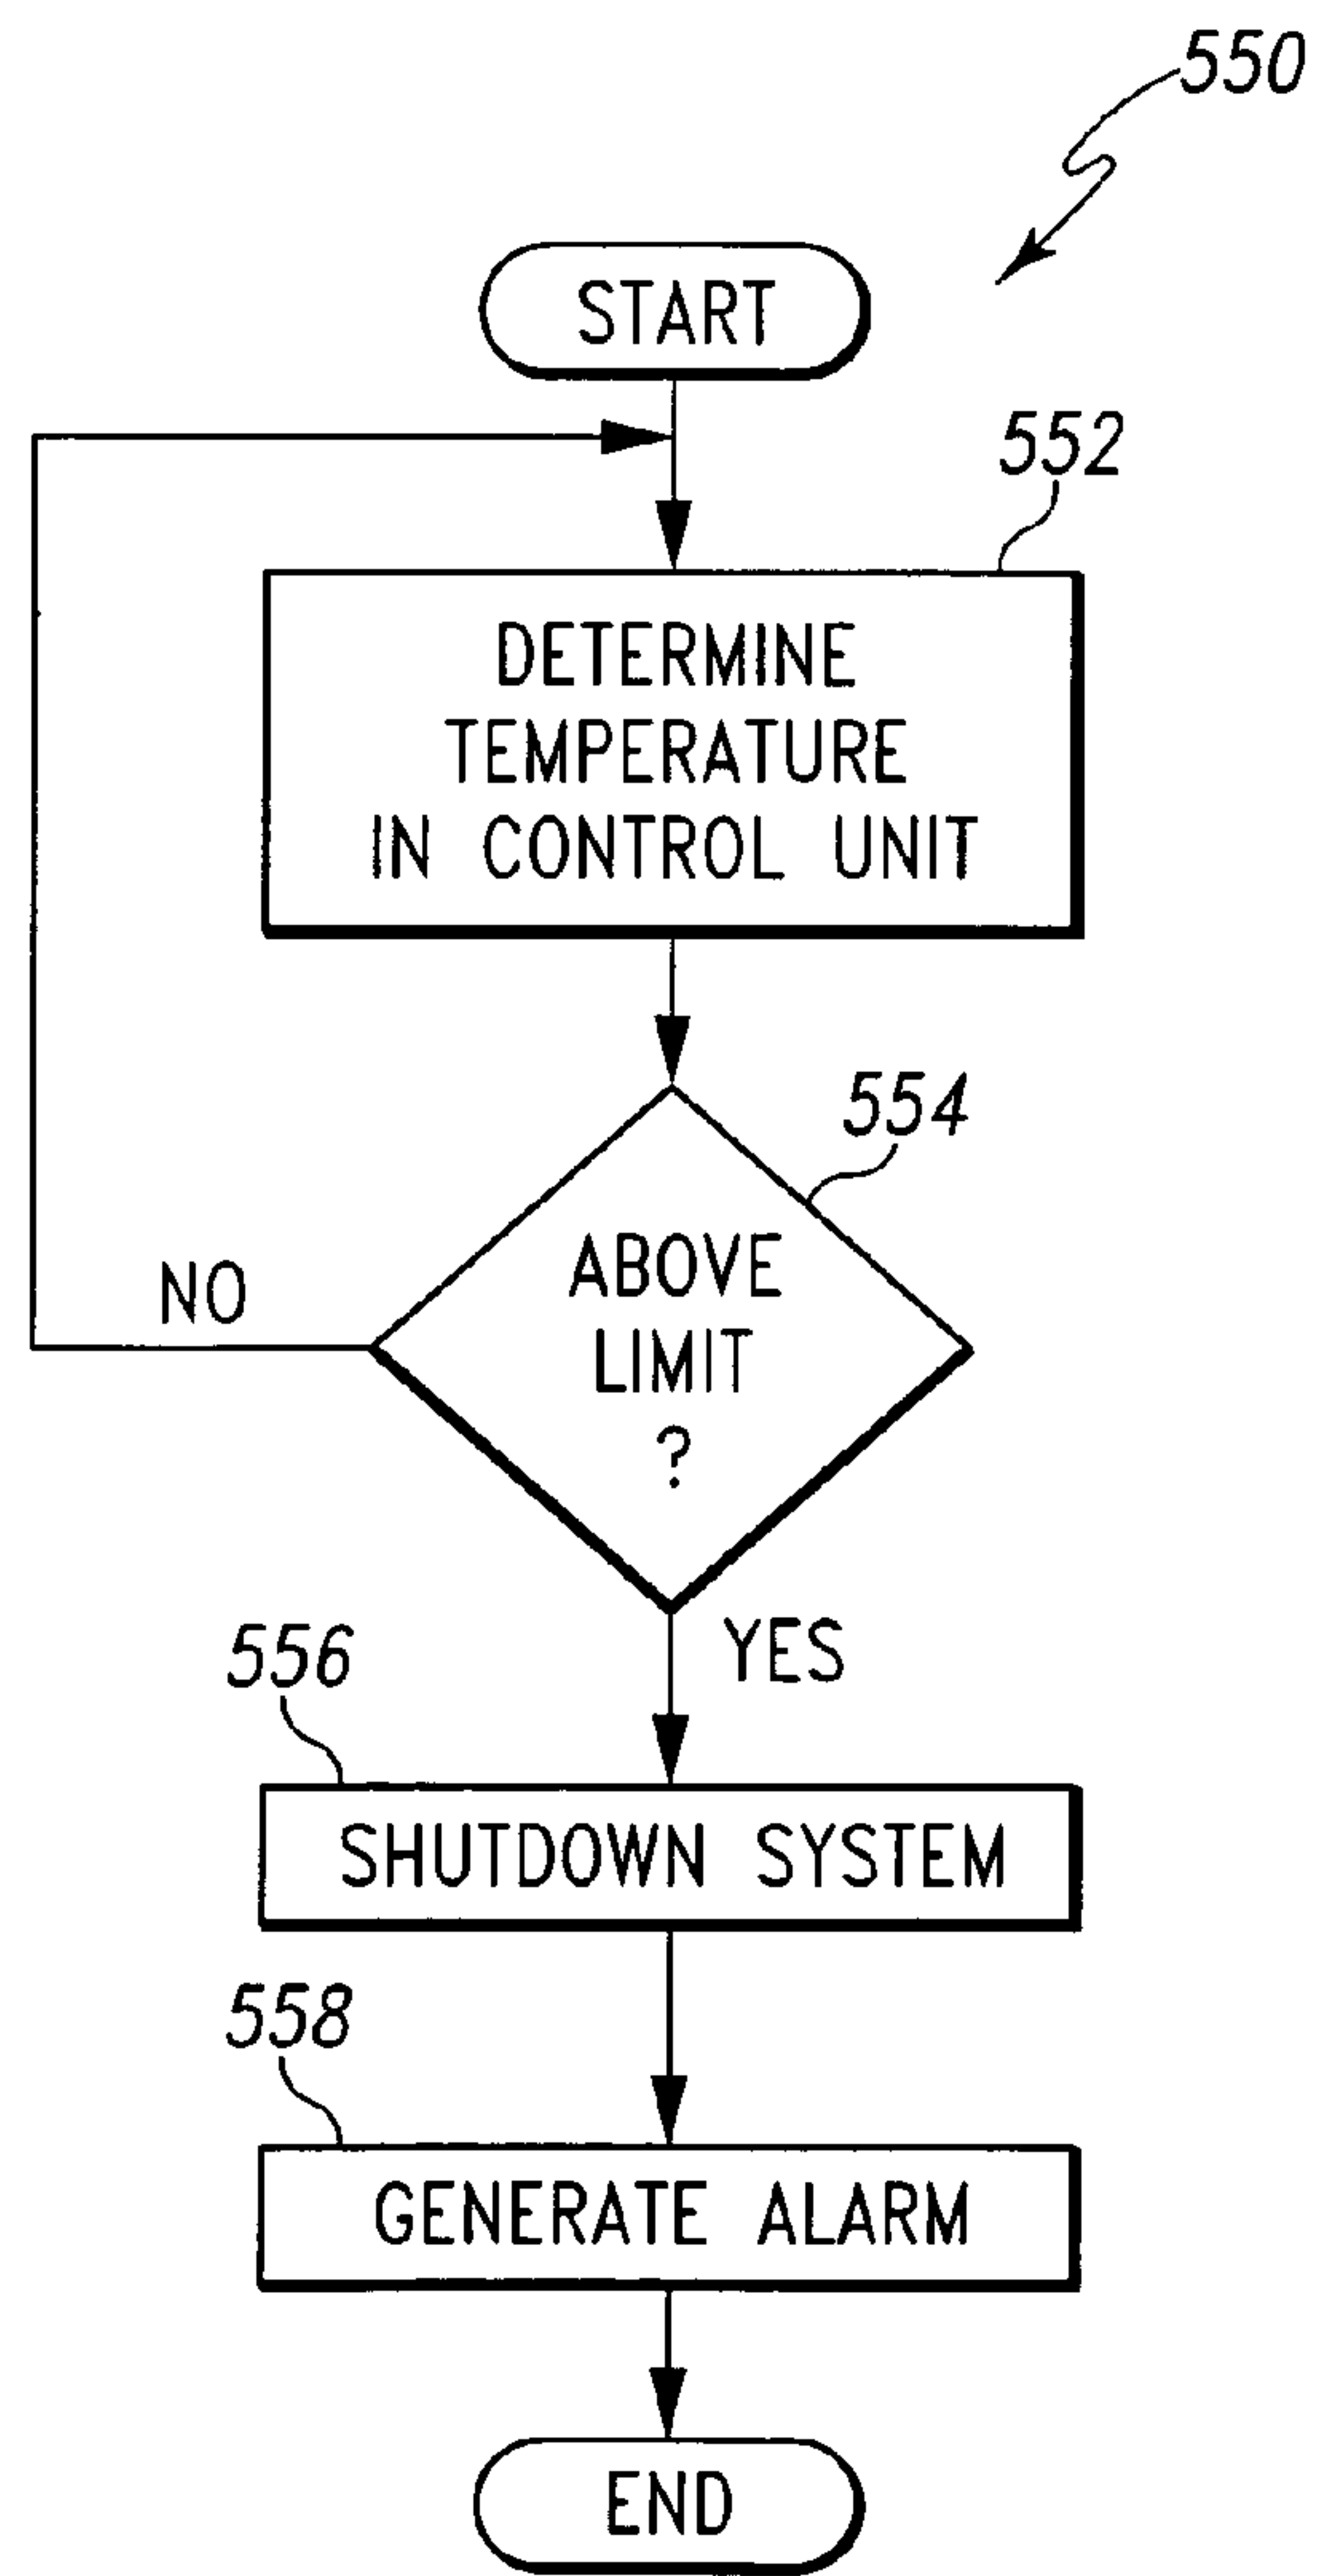 550
START
552
DETERMINE
TEMPERATURE
IN CONTROL UNIT
554
ABOVE
LIMIT
?
NO
YES
556
SHUTDOWN SYSTEM
558
GENERATE ALARM
END